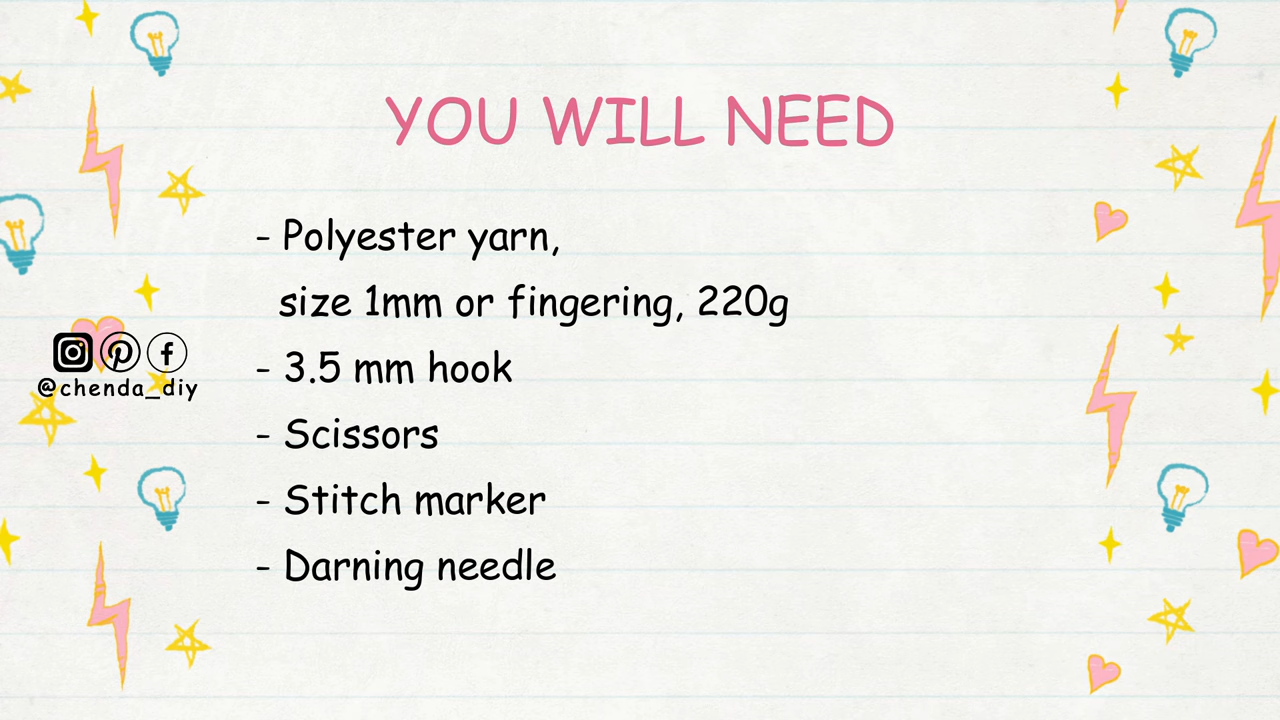 YOU WILL NEED
- Polyester yarn,
size 1mm or fingering, 220g
- 3.5 mm hook
- Scissors
- Stitch marker
- Darning needle
@chenda_diy